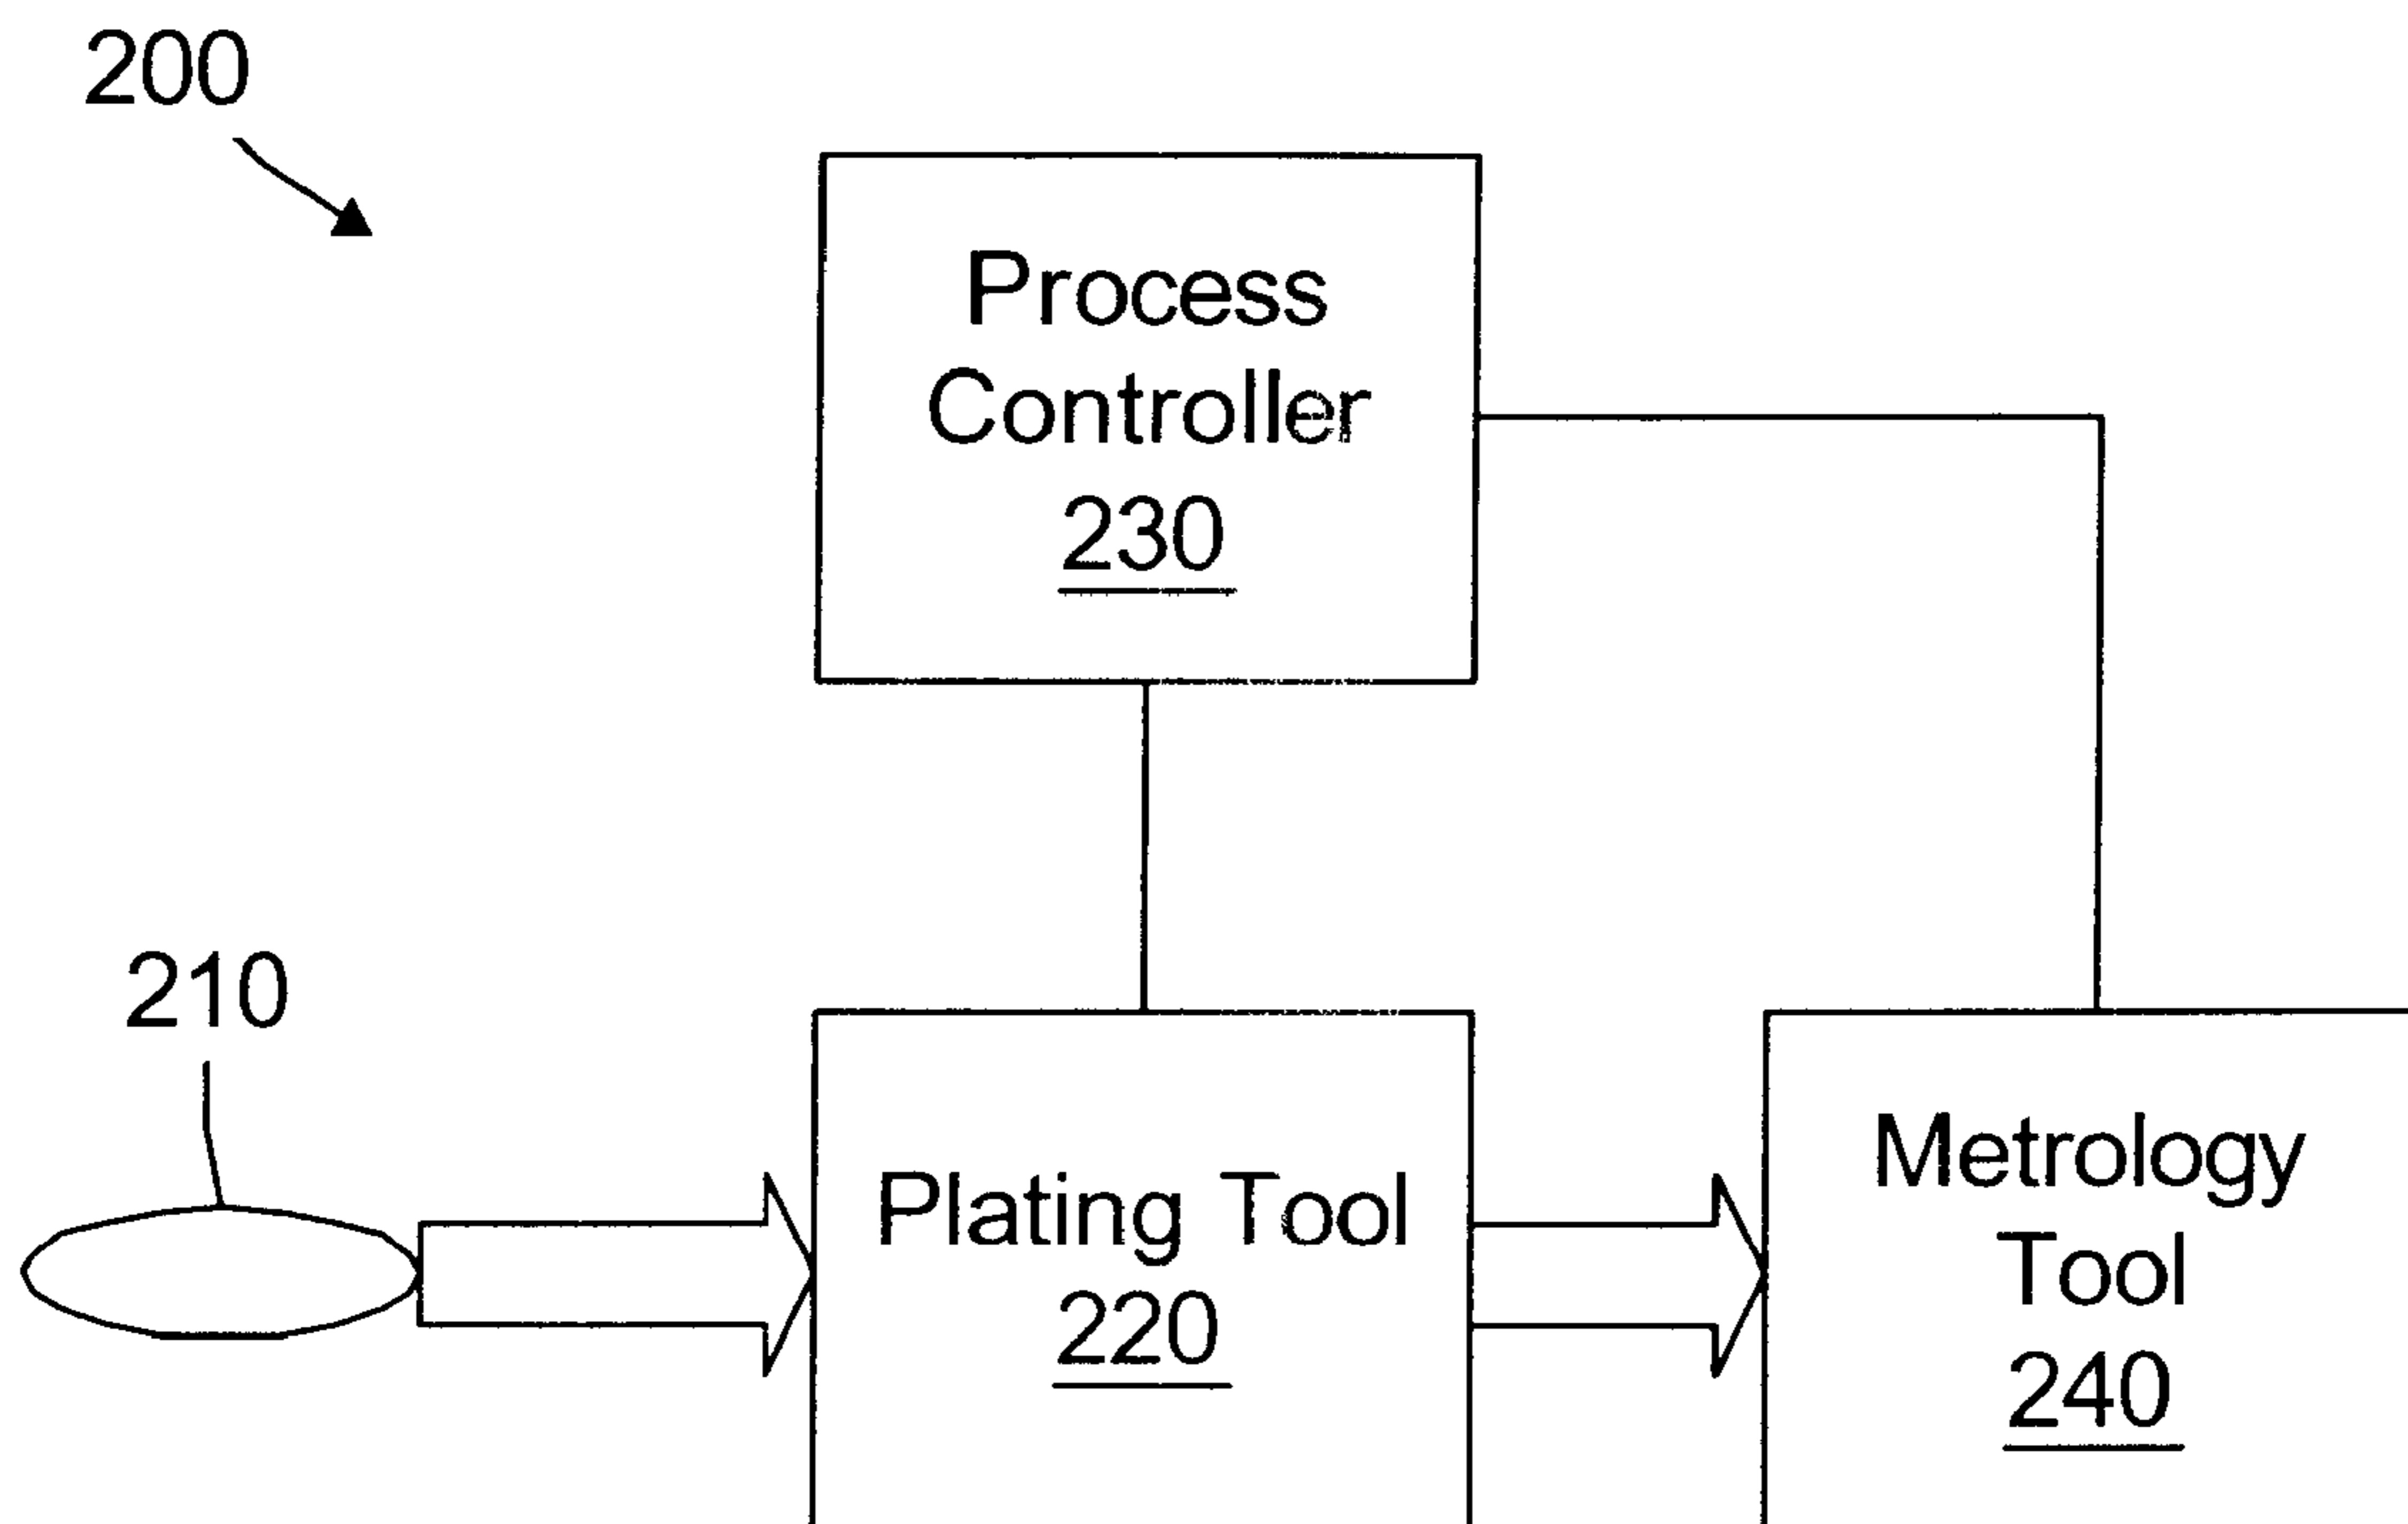 200
Process
Controller
230
210
Plating Tool
220
Metrology
Tool
240